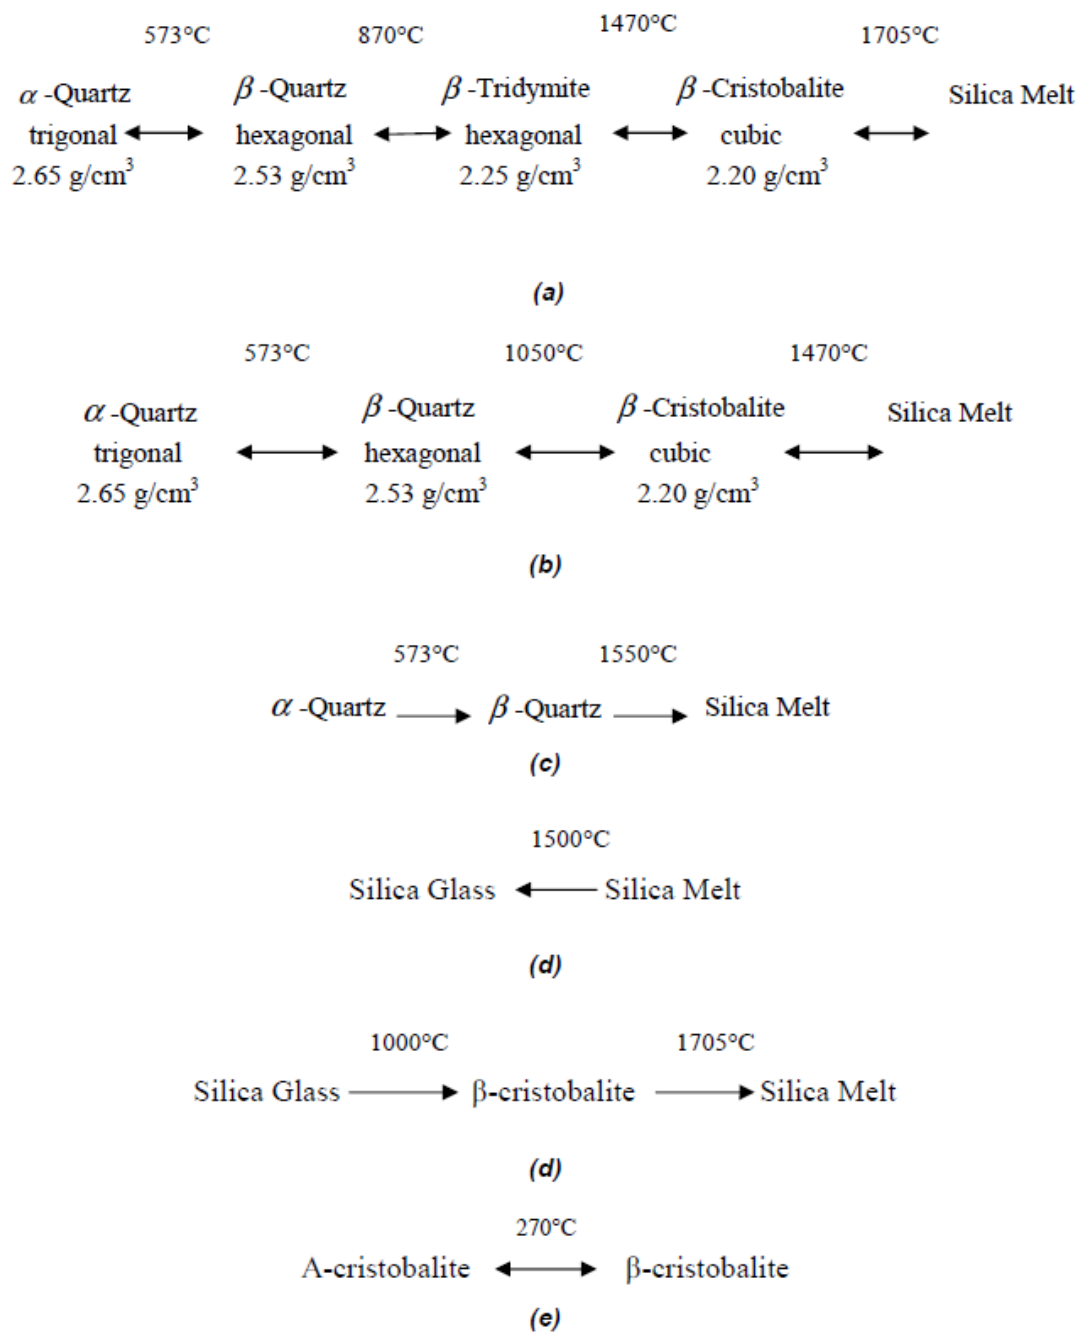 573°C 870°C 1470°C 1705°C
α-Quartz β-Quartz β-Tridymite β-Cristobalite Silica Melt
trigonal hexagonal hexagonal cubic
2.65 g/cm³ 2.53 g/cm³ 2.25 g/cm³ 2.20 g/cm³
(a)
573°C 1050°C 1470°C
α-Quartz β-Quartz β-Cristobalite Silica Melt
trigonal hexagonal cubic
2.65 g/cm³ 2.53 g/cm³ 2.20 g/cm³
(b)
573°C 1550°C
α-Quartz β-Quartz Silica Melt
(c)
1500°C
Silica Glass Silica Melt
(d)
1000°C 1705°C
Silica Glass β-cristobalite Silica Melt
(d)
270°C
A-cristobalite β-cristobalite
(e)